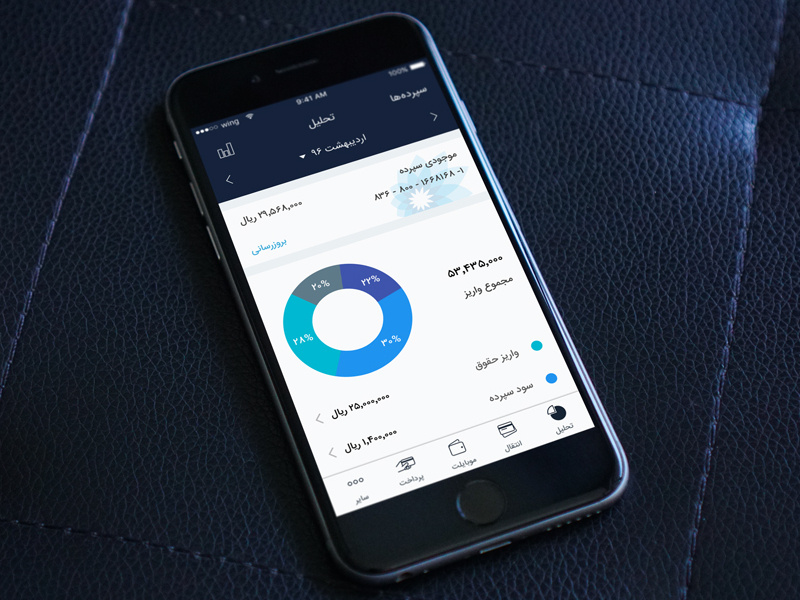 wing 9:41 AM 100%
سپرده‌ها
تحلیل
اردیبهشت ۹۶
موجودی سپرده
۸۳۶ - ۸۰۰ - ۱۶۶۸۱۶۸ -۱
۲۹,۵۶۸,۰۰۰ ریال
بروزرسانی
۵۳,۴۳۵,۰۰۰
مجموع واریز
۲۲%
۲۰%
۳۰%
۲۸%
واریز حقوق
۲۵,۰۰۰,۰۰۰ ریال
سود سپرده
۱,۴۰۰,۰۰۰ ریال
تحلیل
انتقال
موبایلت
پرداخت
سایر